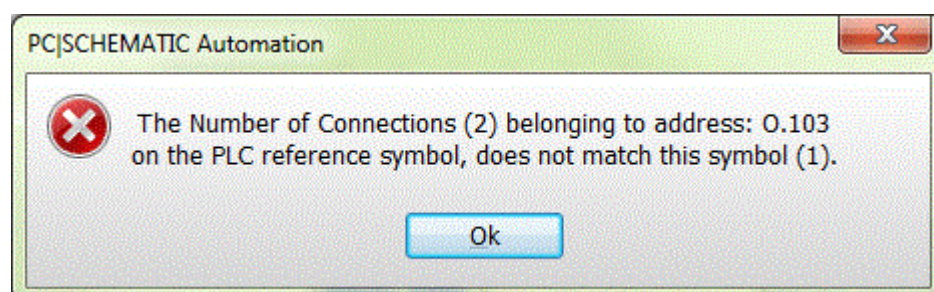 PC|SCHEMATIC Automation
The Number of Connections (2) belonging to address: O.103
on the PLC reference symbol, does not match this symbol (1).
Ok